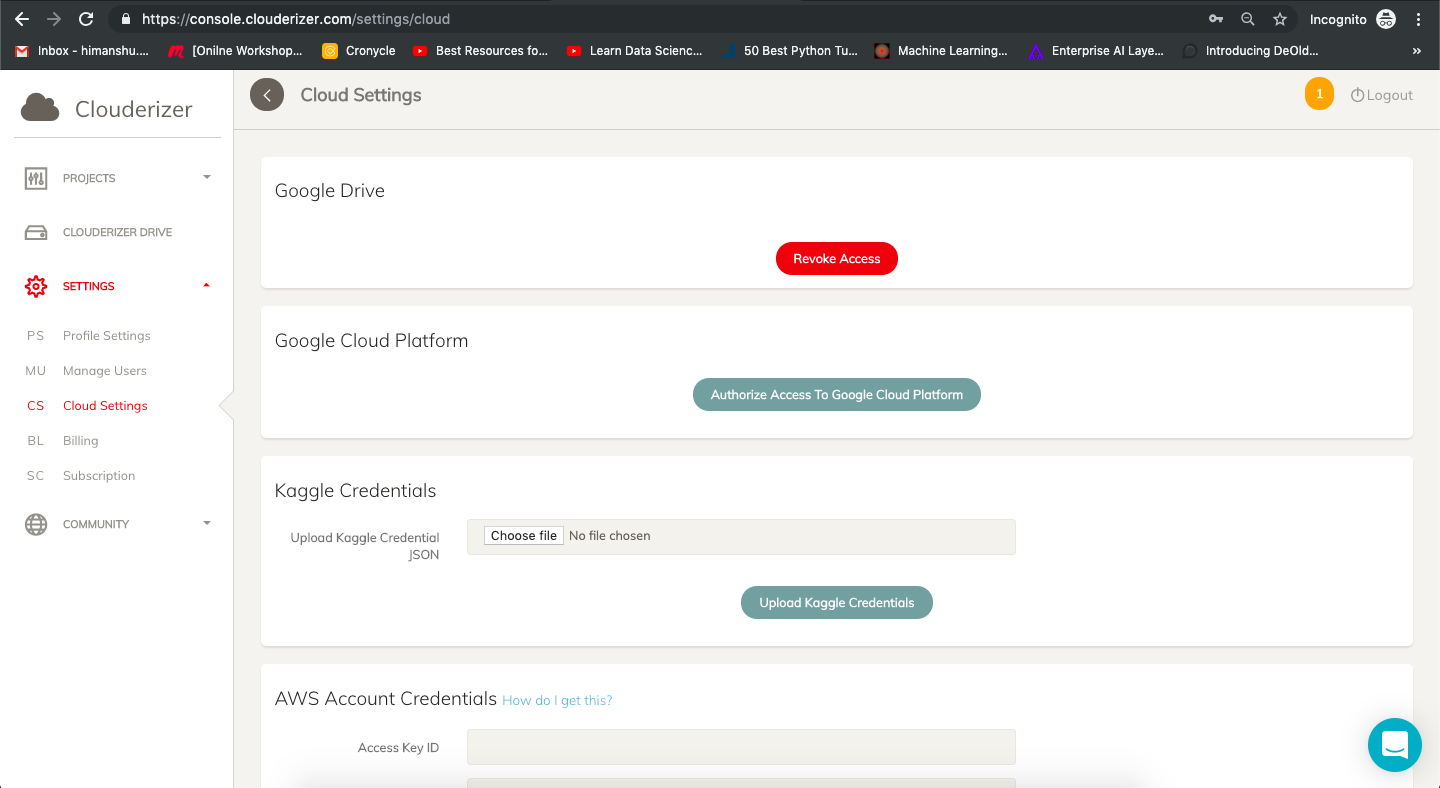 https://console.clouderizer.com/settings/cloud
Incognito
Inbox - himanshu....
[Onilne Workshop...
Cronycle
Best Resources fo...
Learn Data Scienc...
50 Best Python Tu...
Machine Learning...
Enterprise AI Laye...
Introducing DeOld...
»
Clouderizer
Cloud Settings
1
Logout
PROJECTS
CLOUDERIZER DRIVE
SETTINGS
PS Profile Settings
MU Manage Users
CS Cloud Settings
BL Billing
SC Subscription
COMMUNITY
Google Drive
Revoke Access
Google Cloud Platform
Authorize Access To Google Cloud Platform
Kaggle Credentials
Upload Kaggle Credential
JSON
Choose file No file chosen
Upload Kaggle Credentials
AWS Account Credentials How do I get this?
Access Key ID